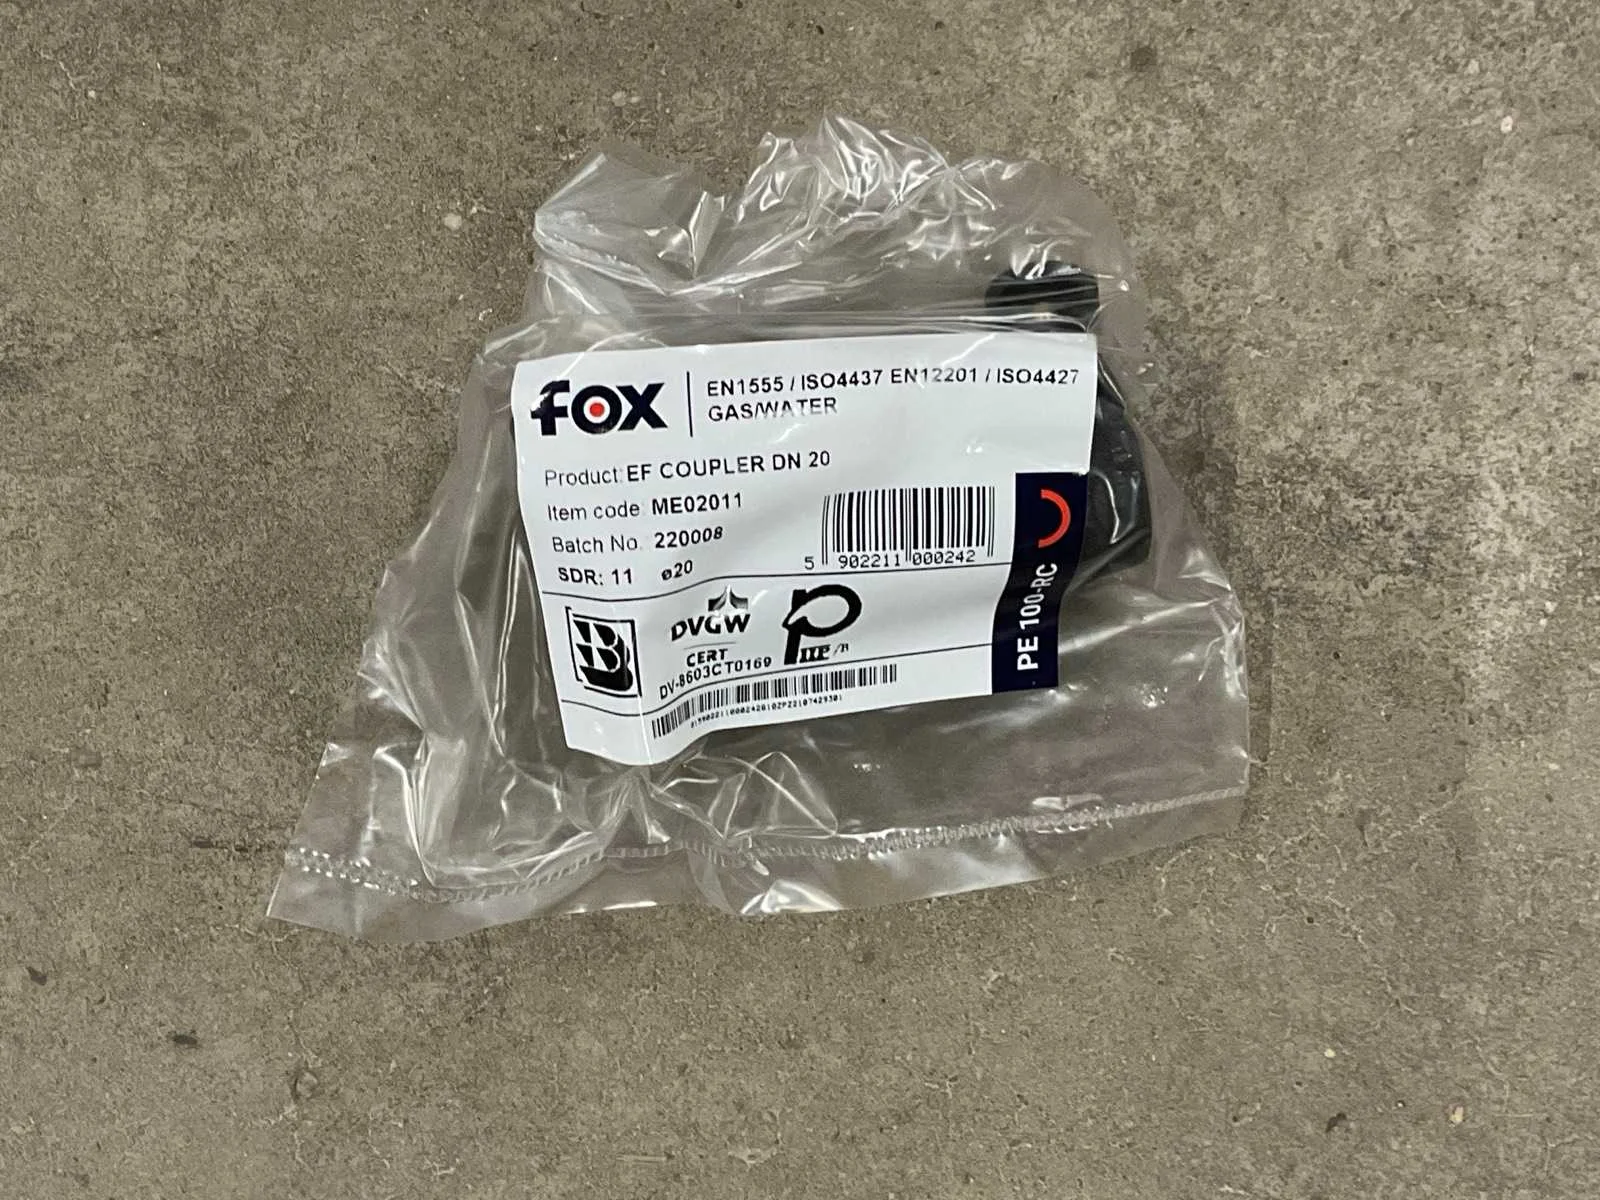 fox
EN1555 / ISO4437 EN12201 / ISO4427
GAS/WATER
Product: EF COUPLER DN 20
Item code: ME02011
Batch No. 220008
SDR: 11 ø20
5 902211 000242
PE 100-RC
B
DVGW
CERT
DV-8603CT0169